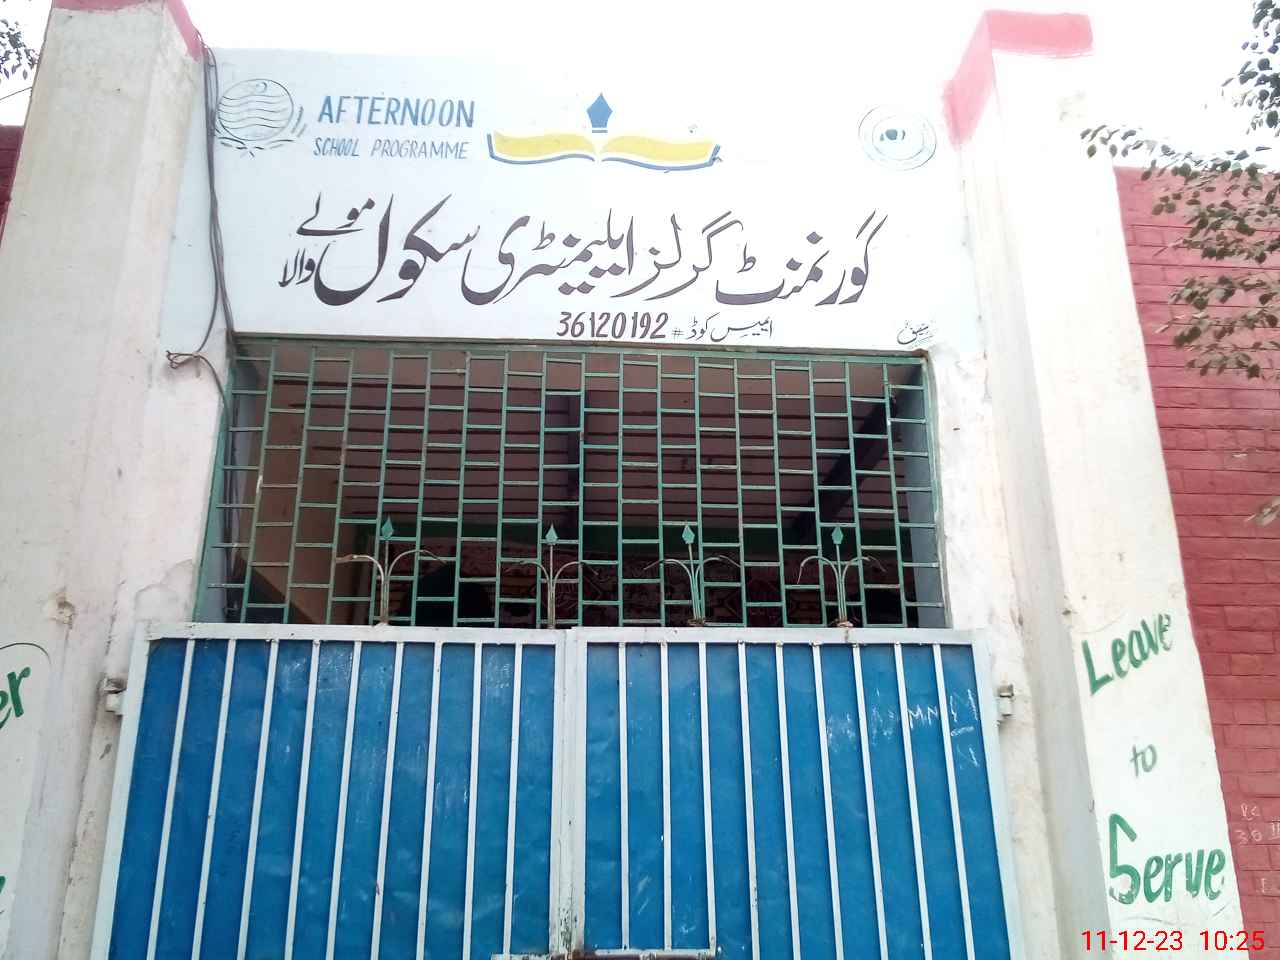 AFTERNOON
SCHOOL PROGRAMME
گورنمنٹ گرلز ایلیمنٹری سکول مولے والا
ایمیس کوڈ # 36120192
Leave
to
Serve
11-12-23 10:25